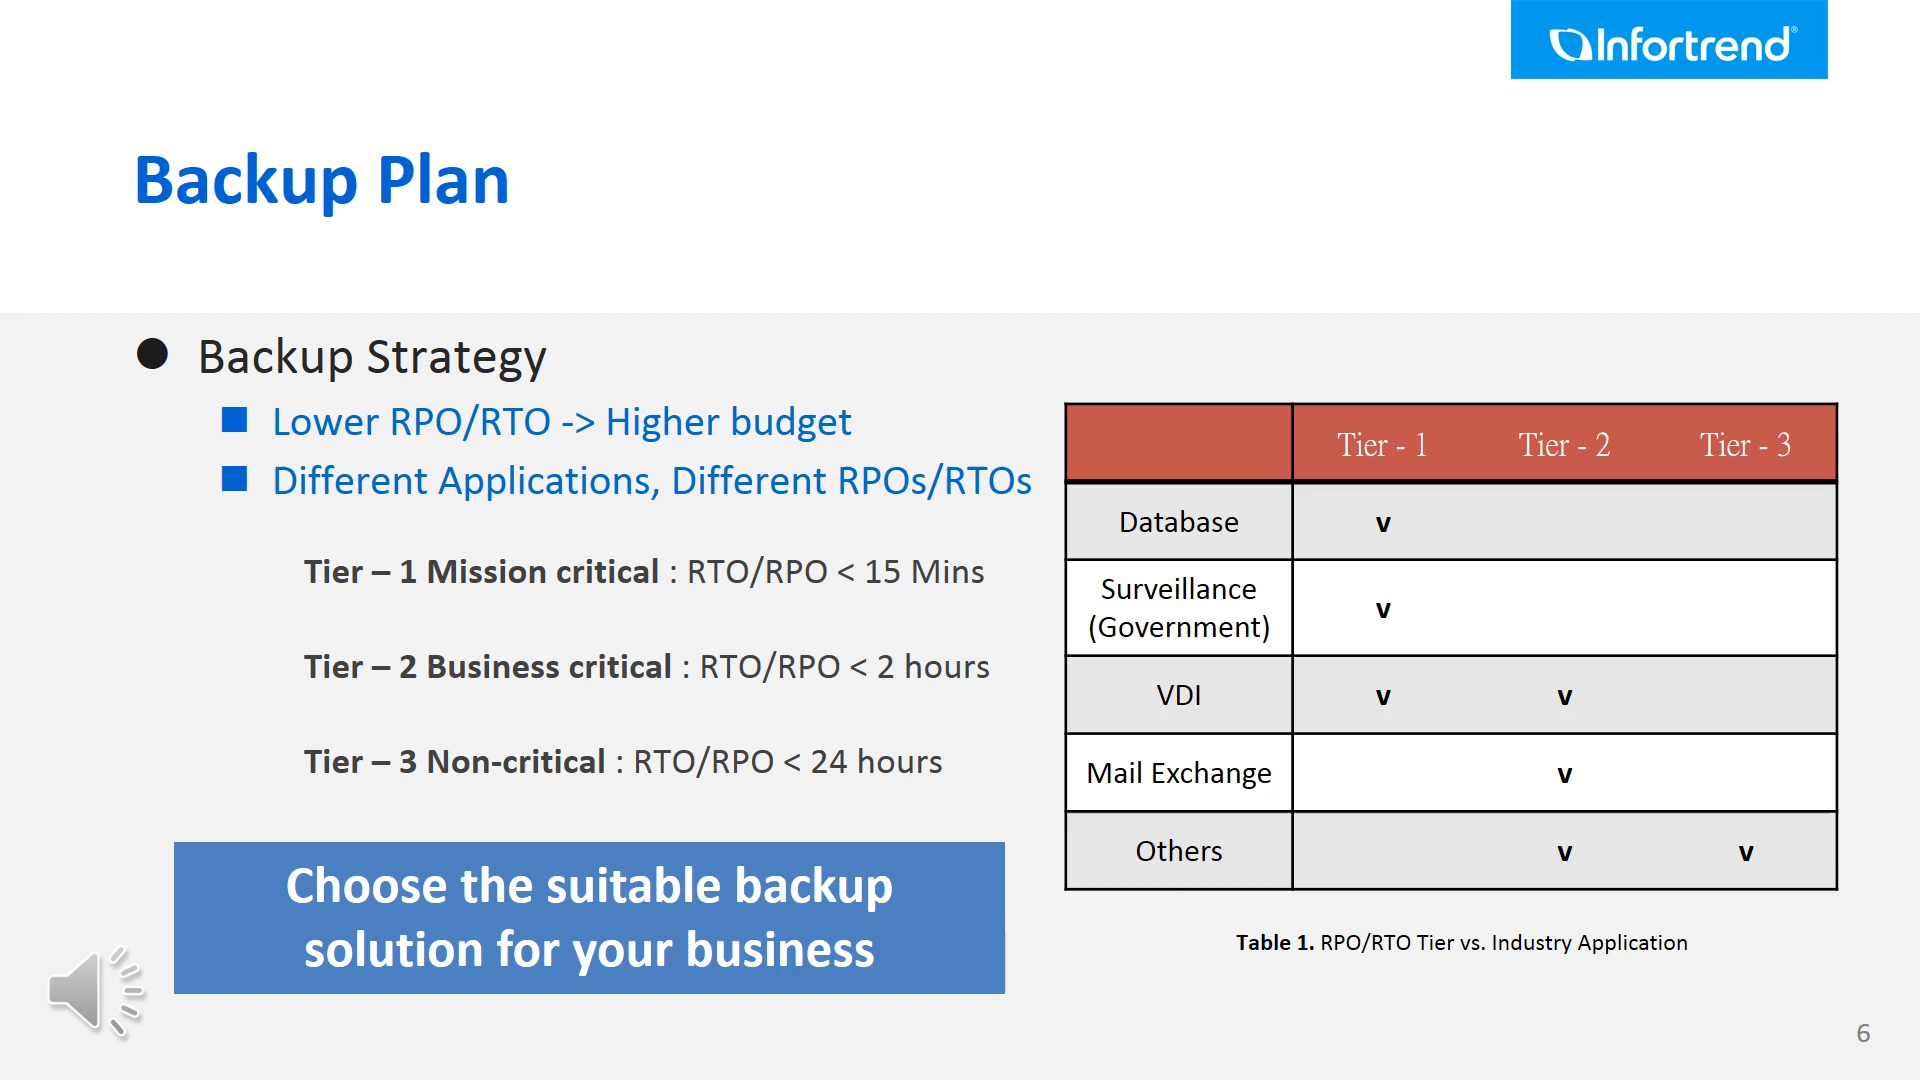 Infortrend®
Backup Plan
● Backup Strategy
■ Lower RPO/RTO -> Higher budget
■ Different Applications, Different RPOs/RTOs
Tier – 1 Mission critical : RTO/RPO < 15 Mins
Tier – 2 Business critical : RTO/RPO < 2 hours
Tier – 3 Non-critical : RTO/RPO < 24 hours
Choose the suitable backup
solution for your business
Tier - 1 Tier - 2 Tier - 3
Database v
Surveillance
(Government) v
VDI v v
Mail Exchange v
Others v v
Table 1. RPO/RTO Tier vs. Industry Application
6